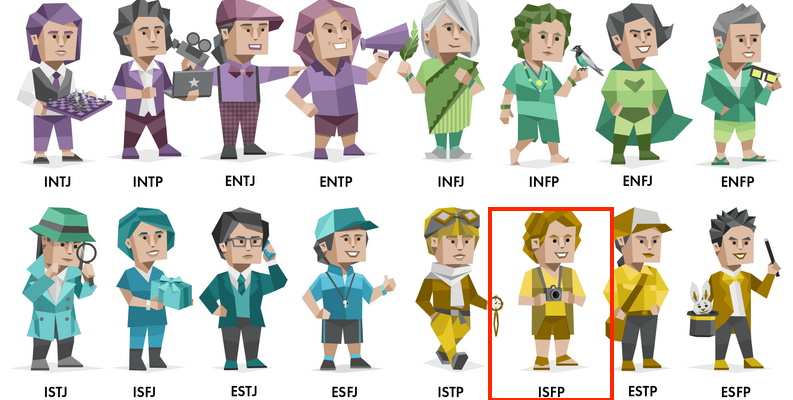 INTJ
INTP
ENTJ
ENTP
INFJ
INFP
ENFJ
ENFP
ISTJ
ISFJ
ESTJ
ESFJ
ISTP
ISFP
ESTP
ESFP